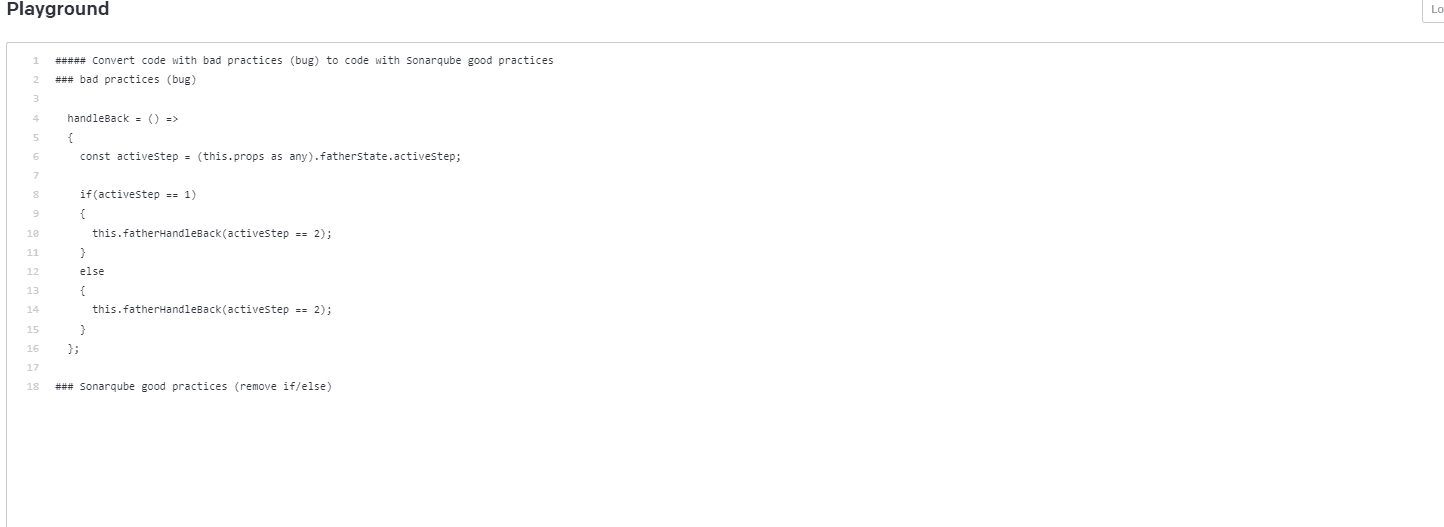 Playground
Lo
1 ##### Convert code with bad practices (bug) to code with Sonarqube good practices
2 ### bad practices (bug)
3
4 handleBack = () =>
5 {
6 const activeStep = (this.props as any).fatherState.activeStep;
7
8 if(activeStep == 1)
9 {
10 this.fatherHandleBack(activeStep == 2);
11 }
12 else
13 {
14 this.fatherHandleBack(activeStep == 2);
15 }
16 };
17
18 ### Sonarqube good practices (remove if/else)